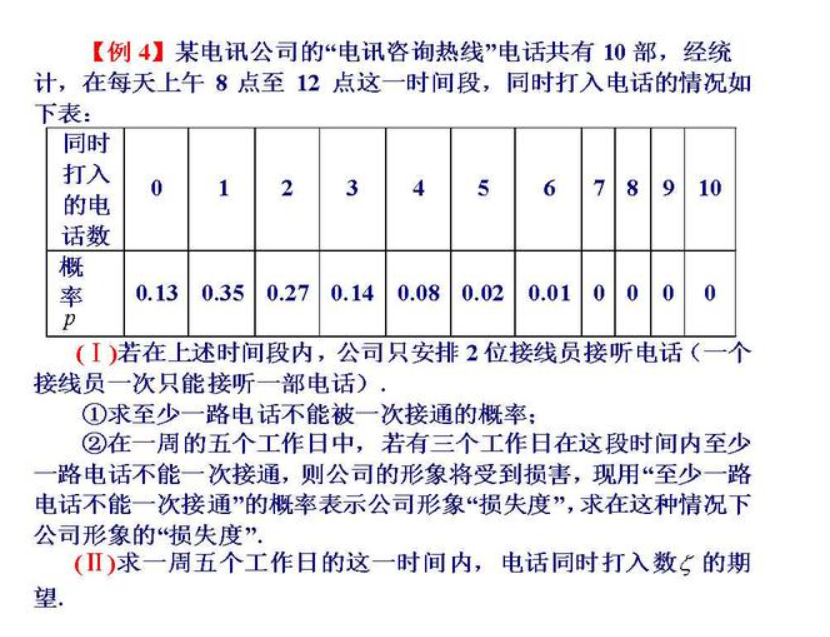 【例 4】某电讯公司的“电讯咨询热线”电话共有 10 部，经统
计，在每天上午 8 点至 12 点这一时间段，同时打入电话的情况如
下表：
同时打入的电话数 0 1 2 3 4 5 6 7 8 9 10
概率 p 0.13 0.35 0.27 0.14 0.08 0.02 0.01 0 0 0 0
(Ⅰ)若在上述时间段内，公司只安排 2 位接线员接听电话（一个
接线员一次只能接听一部电话）.
①求至少一路电话不能被一次接通的概率；
②在一周的五个工作日中，若有三个工作日在这段时间内至少
一路电话不能一次接通，则公司的形象将受到损害，现用“至少一路
电话不能一次接通”的概率表示公司形象“损失度”，求在这种情况下
公司形象的“损失度”.
(Ⅱ)求一周五个工作日的这一时间内，电话同时打入数ζ 的期
望.